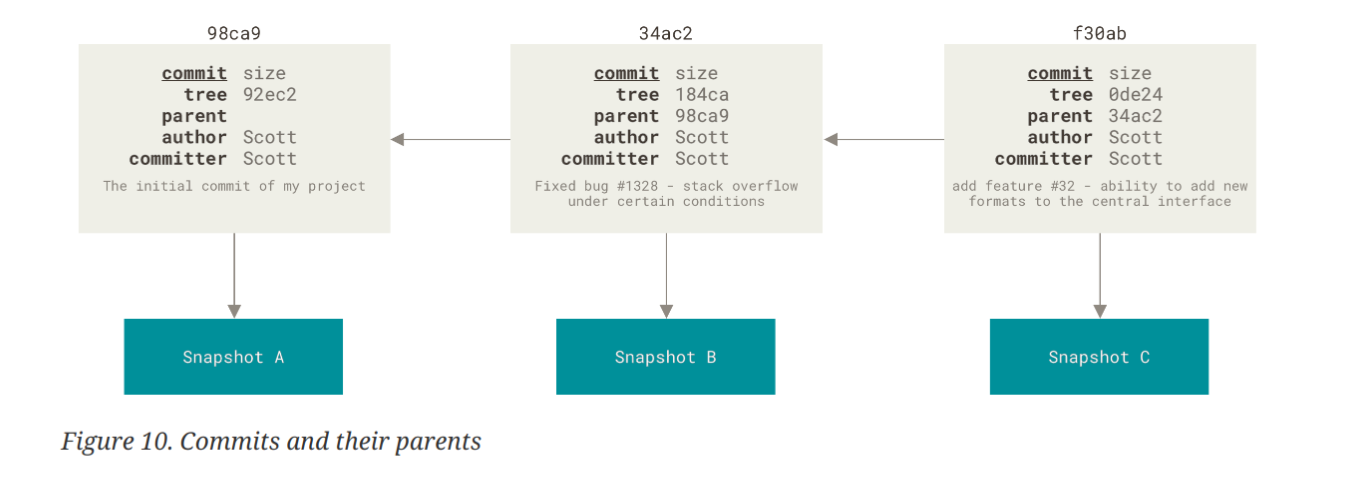 98ca9
commit size
tree 92ec2
parent
author Scott
committer Scott
The initial commit of my project
34ac2
commit size
tree 184ca
parent 98ca9
author Scott
committer Scott
Fixed bug #1328 - stack overflow
under certain conditions
f30ab
commit size
tree 0de24
parent 34ac2
author Scott
committer Scott
add feature #32 - ability to add new
formats to the central interface
Snapshot A
Snapshot B
Snapshot C
Figure 10. Commits and their parents